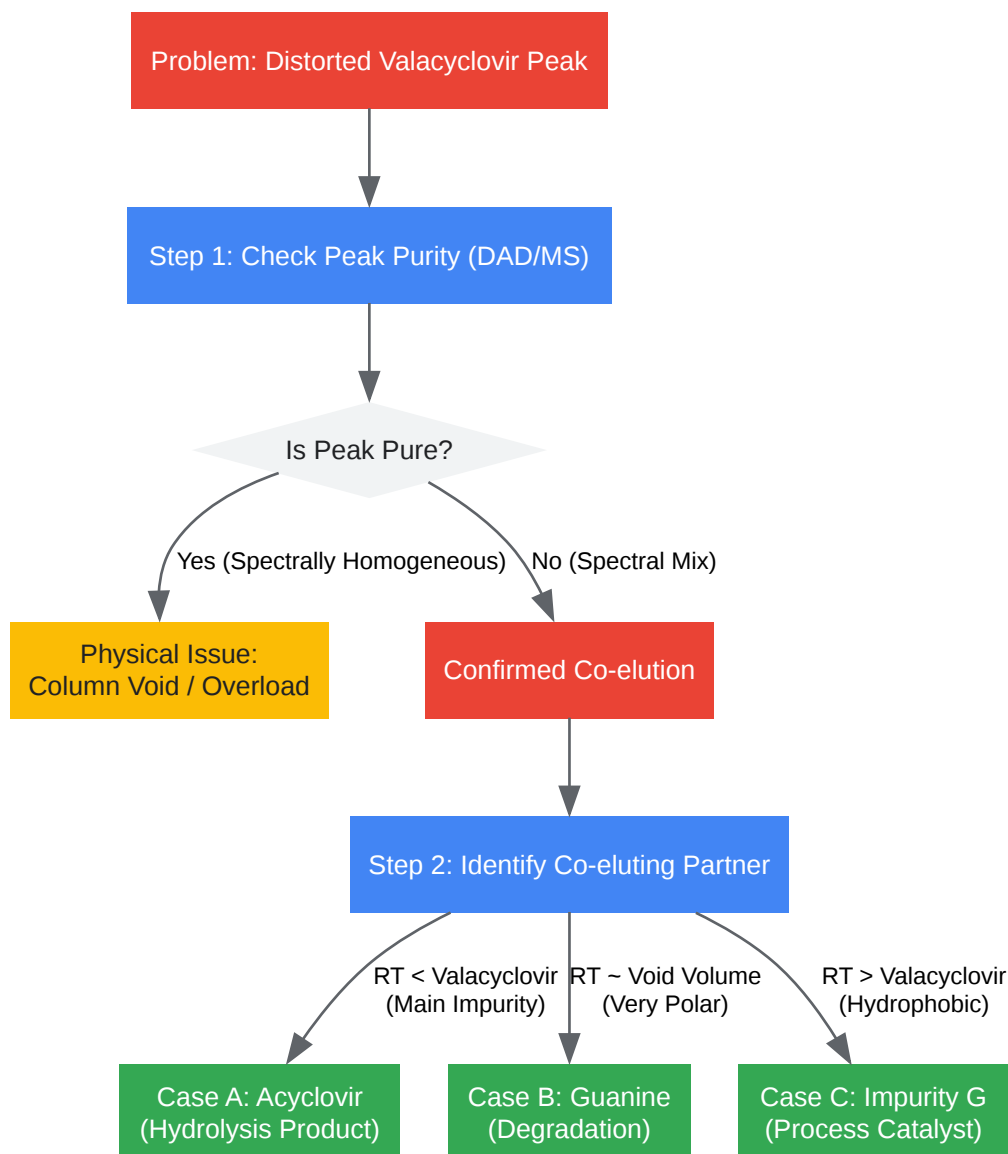 Problem: Distorted Valacyclovir Peak
Step 1: Check Peak Purity (DAD/MS)
Is Peak Pure?
Yes (Spectrally Homogeneous)
No (Spectral Mix)
Physical Issue:
Column Void / Overload
Confirmed Co-elution
Step 2: Identify Co-eluting Partner
RT < Valacyclovir
(Main Impurity)
RT ~ Void Volume
(Very Polar)
RT > Valacyclovir
(Hydrophobic)
Case A: Acyclovir
(Hydrolysis Product)
Case B: Guanine
(Degradation)
Case C: Impurity G
(Process Catalyst)